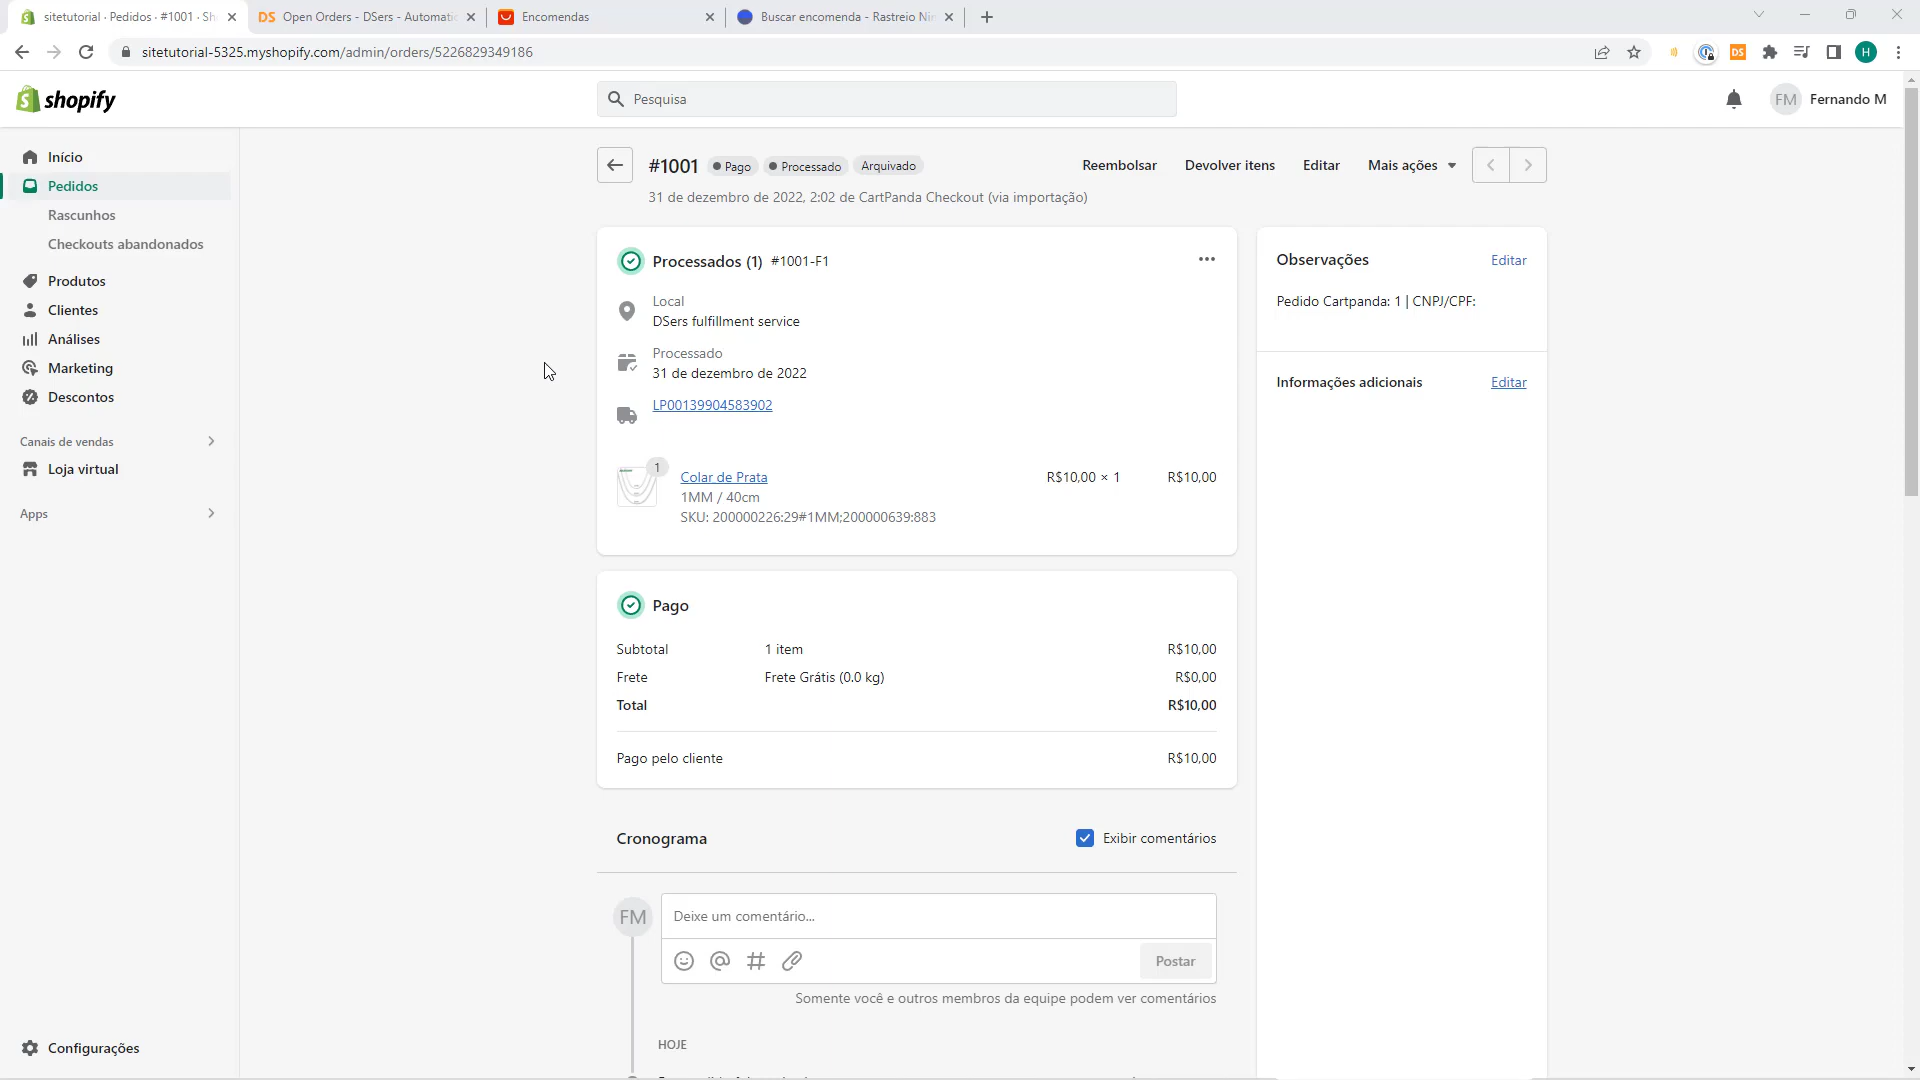 sitetutorial · Pedidos · #1001 · Sh
DS Open Orders - DSers - Automatic
Encomendas
Buscar encomenda - Rastreio Nin
sitetutorial-5325.myshopify.com/admin/orders/5226829349186
DS
H
shopify
Pesquisa
FM Fernando M
Início
Pedidos
Rascunhos
Checkouts abandonados
Produtos
Clientes
Análises
Marketing
Descontos
Canais de vendas
Loja virtual
Apps
Configurações
#1001 Pago Processado Arquivado
Reembolsar Devolver itens Editar Mais ações
31 de dezembro de 2022, 2:02 de CartPanda Checkout (via importação)
Processados (1) #1001-F1
Local
DSers fulfillment service
Processado
31 de dezembro de 2022
LP00139904583902
1
Colar de Prata R$10,00 × 1 R$10,00
1MM / 40cm
SKU: 200000226:29#1MM;200000639:883
Pago
Subtotal 1 item R$10,00
Frete Frete Grátis (0.0 kg) R$0,00
Total R$10,00
Pago pelo cliente R$10,00
Cronograma Exibir comentários
FM Deixe um comentário...
Postar
Somente você e outros membros da equipe podem ver comentários
HOJE
Observações Editar
Pedido Cartpanda: 1 | CNPJ/CPF:
Informações adicionais Editar